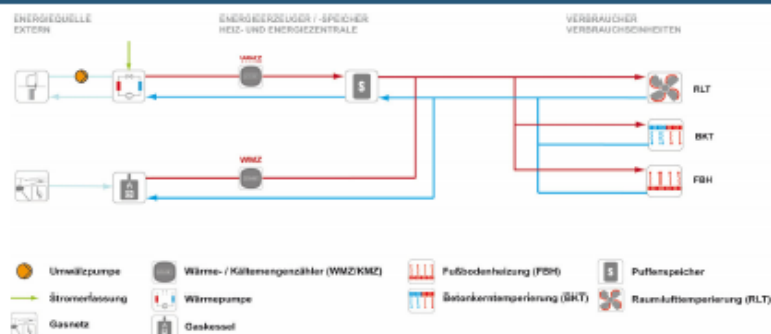 ENERGIEQUELLE
EXTERN
ENERGIEERZEUGER / -SPEICHER
HEIZ- UND ENERGIEZENTRALE
VERBRAUCHER
VERBRAUCHSEINHEITEN
WMZ
S
RLT
BKT
WMZ
FBH
Umwälzpumpe
Wärme- / Kältemengenzähler (WMZ/KMZ)
Fußbodenheizung (FBH)
S
Puffenspeicher
Stromerfassung
Wärmepumpe
Betonkerntemperierung (BKT)
Raumlufttemperierung (RLT)
Gasnetz
Gaskessel